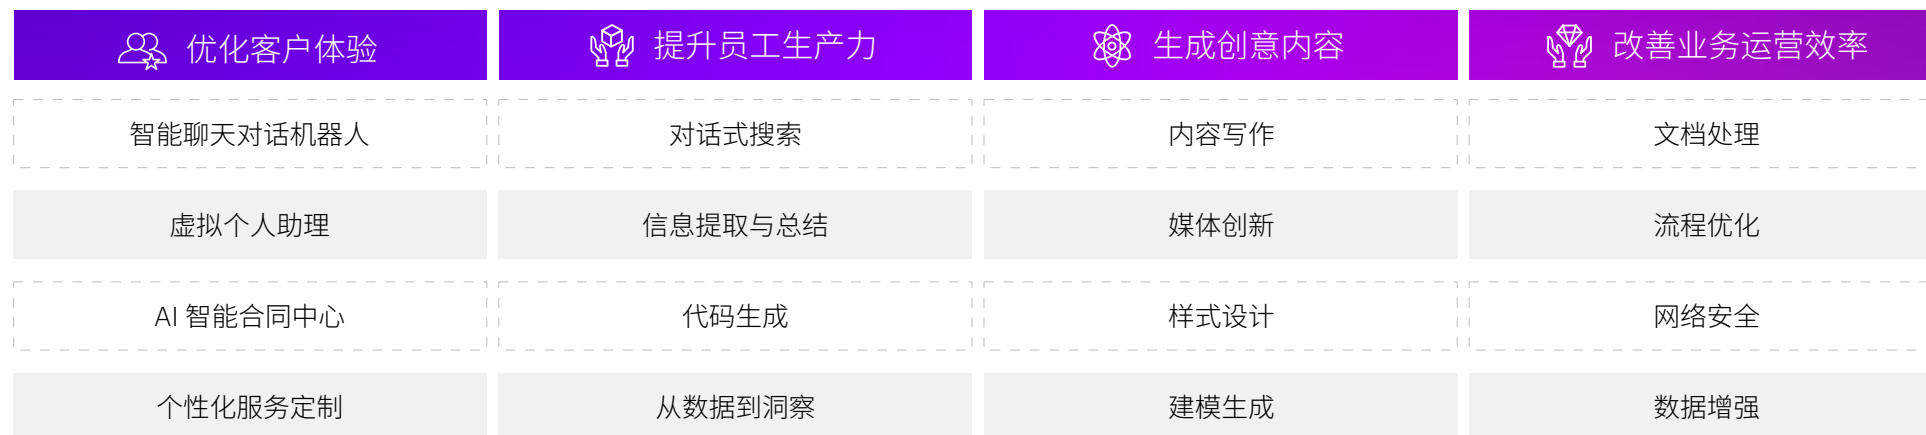 优化客户体验
提升员工生产力
生成创意内容
改善业务运营效率
智能聊天对话机器人
对话式搜索
内容写作
文档处理
虚拟个人助理
信息提取与总结
媒体创新
流程优化
AI 智能合同中心
代码生成
样式设计
网络安全
个性化服务定制
从数据到洞察
建模生成
数据增强